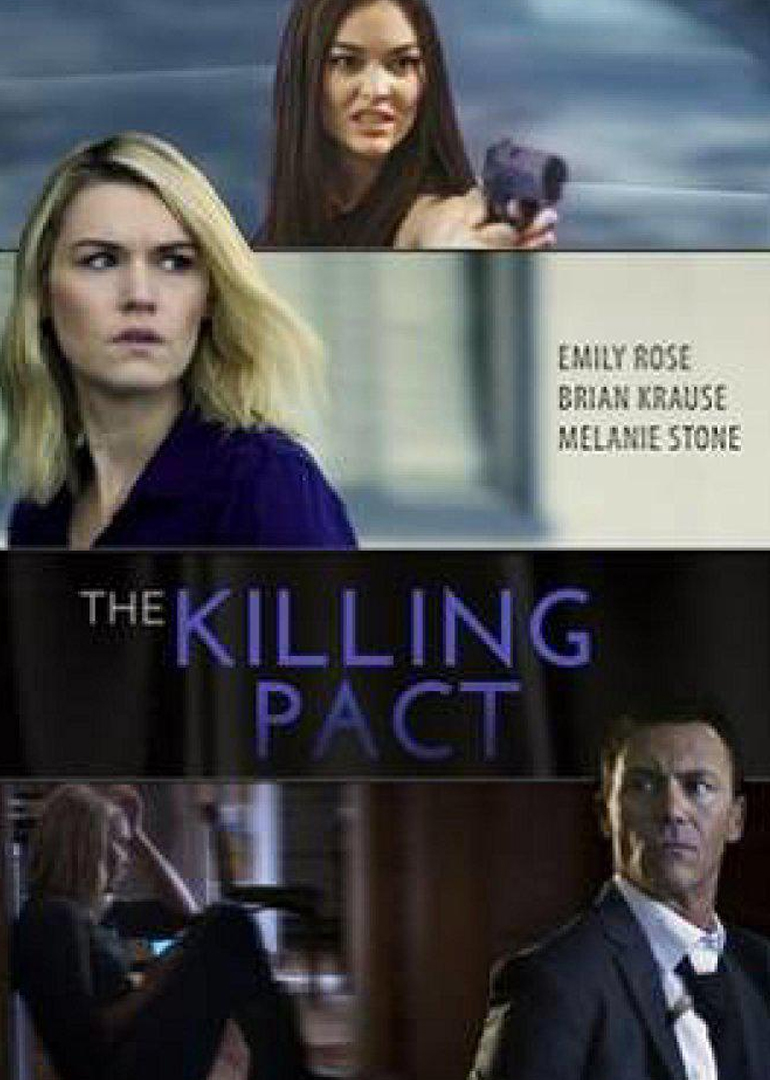 EMILY ROSE
BRIAN KRAUSE
MELANIE STONE
THE KILLING
PACT